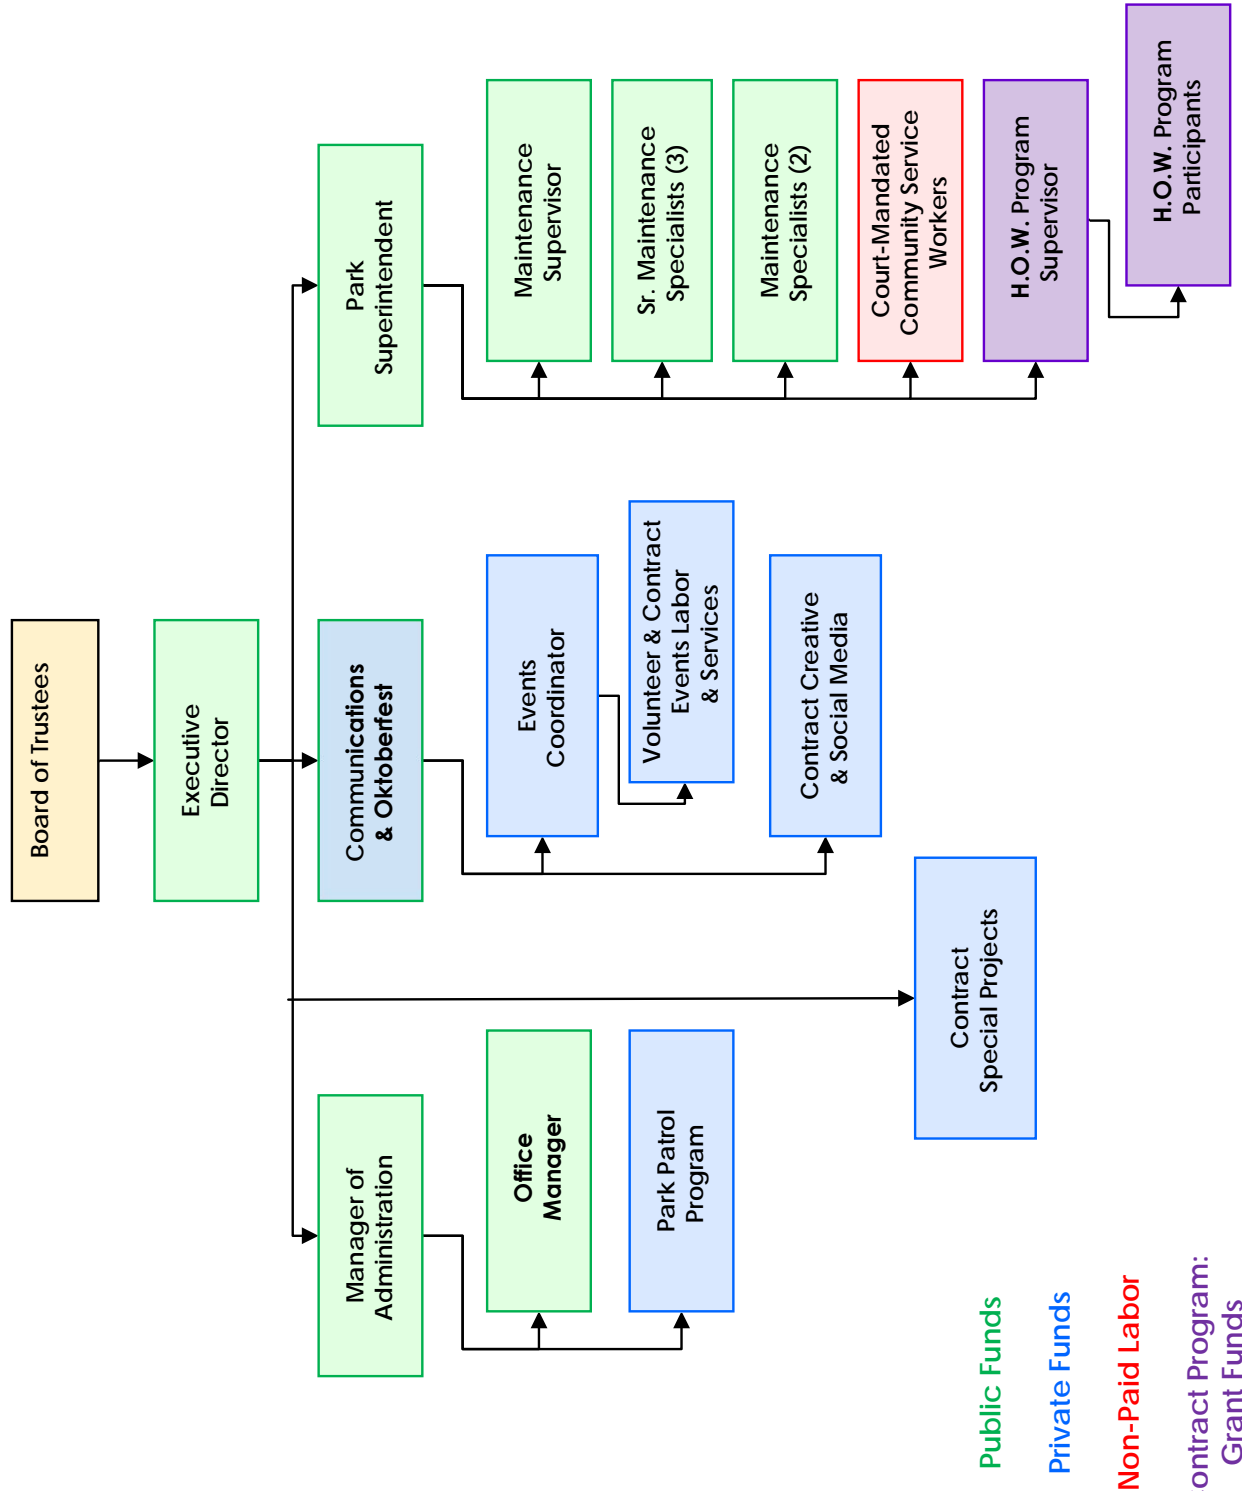 Board of Trustees
Executive
Director
Manager of
Administration
Communications
& Oktoberfest
Park
Superintendent
Office
Manager
Park Patrol
Program
Contract
Special Projects
Events
Coordinator
Volunteer & Contract
Events Labor
& Services
Contract Creative
& Social Media
Maintenance
Supervisor
Sr. Maintenance
Specialists (3)
Maintenance
Specialists (2)
Court-Mandated
Community Service
Workers
H.O.W. Program
Supervisor
H.O.W. Program
Participants
Public Funds
Private Funds
Non-Paid Labor
ontract Program:
Grant Funds